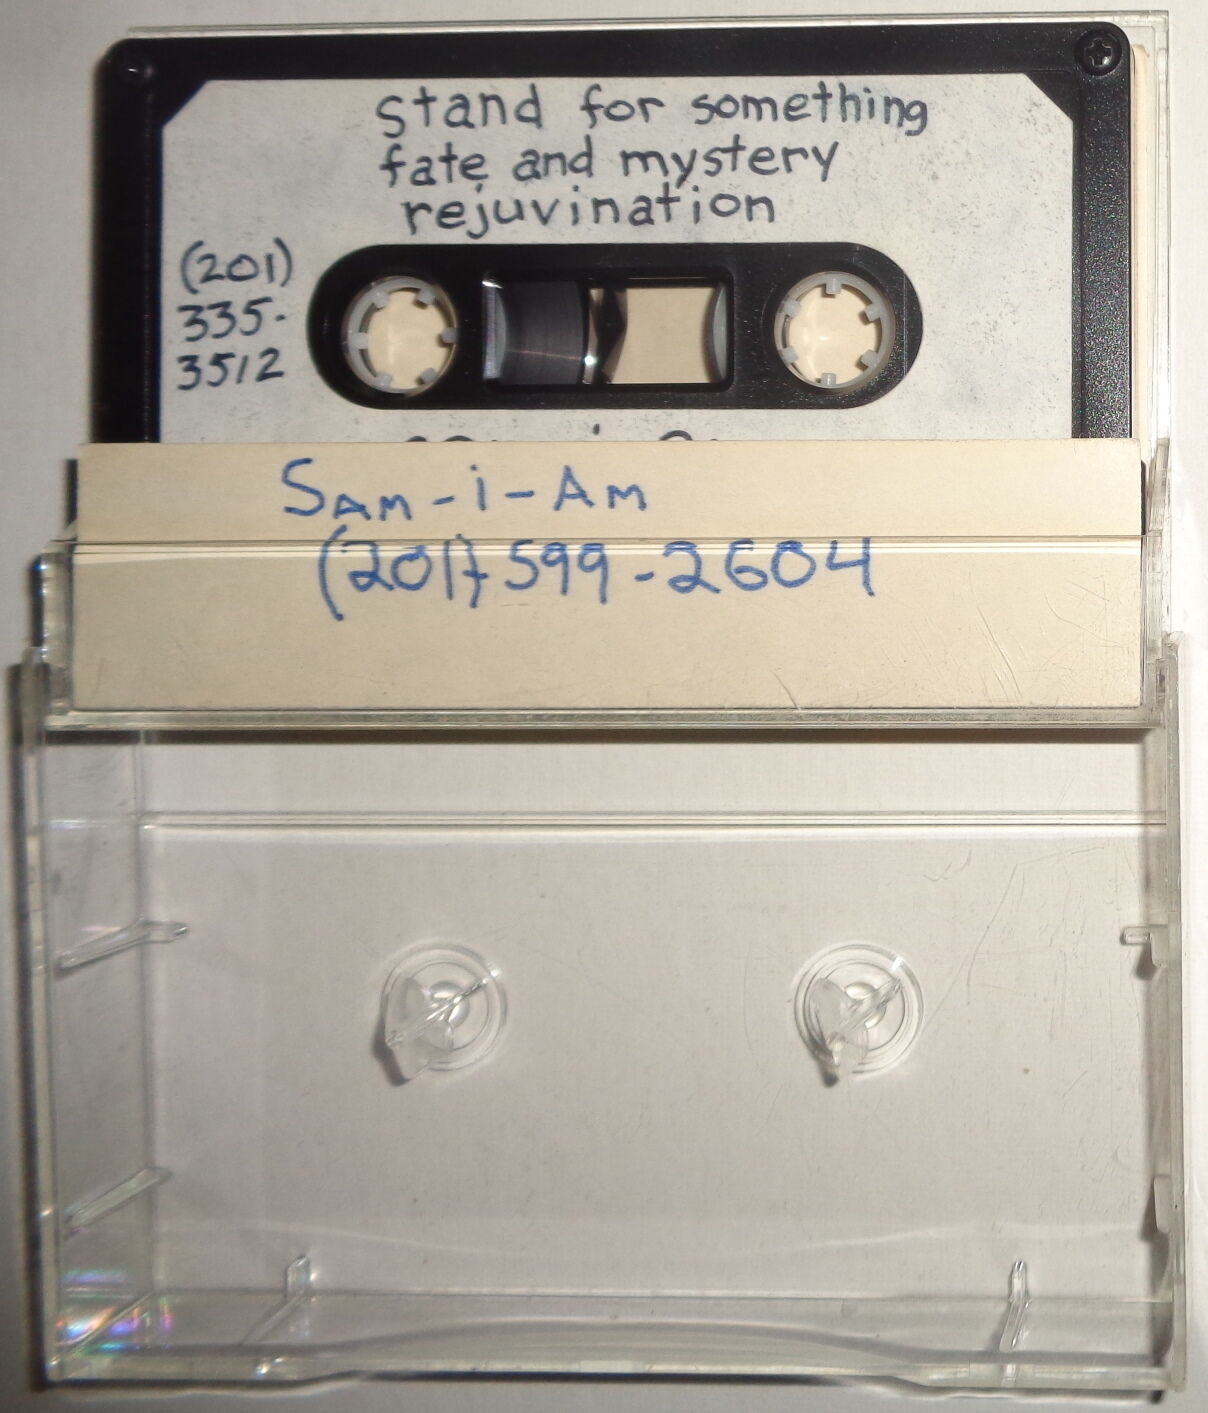 Stand for something
fate and mystery
rejuvination
(201)
335-
3512
SAM-i-AM
(201) 599-2604